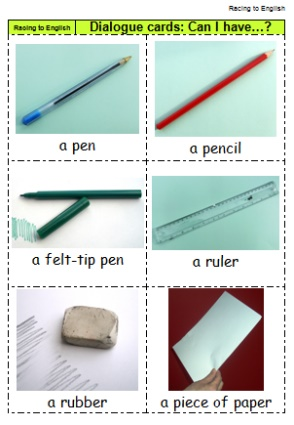 Racing to English
Racing to English
Dialogue cards: Can I have...?
a pen
a pencil
a felt-tip pen
a ruler
a rubber
a piece of paper